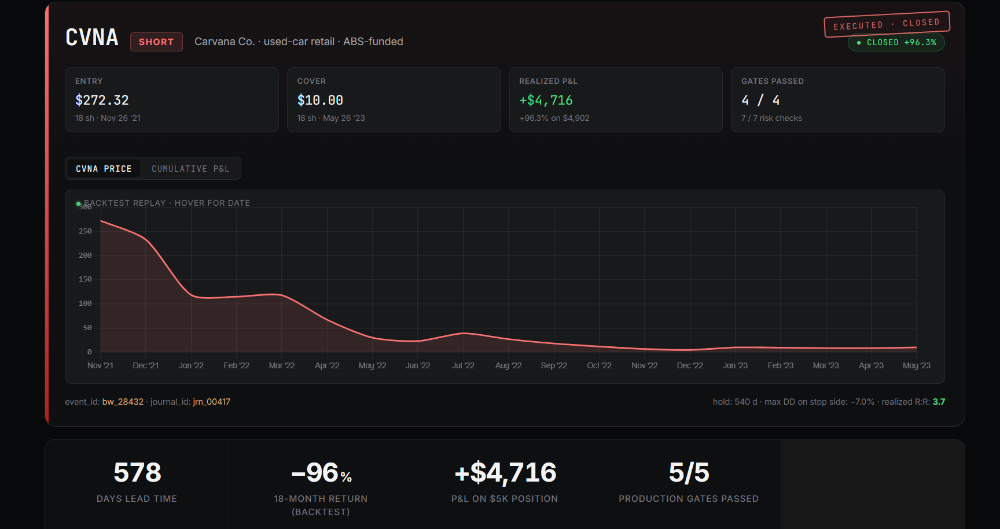 CVNA
SHORT
Carvana Co. · used-car retail · ABS-funded
EXECUTED · CLOSED
CLOSED +96.3%
ENTRY
$272.32
18 sh · Nov 26 '21
COVER
$10.00
18 sh · May 26 '23
REALIZED P&L
+$4,716
+96.3% on $4,902
GATES PASSED
4 / 4
7 / 7 risk checks
CVNA PRICE
CUMULATIVE P&L
BACKTEST REPLAY · HOVER FOR DATE
300
250
200
150
100
50
0
Nov '21 Dec '21 Jan '22 Feb '22 Mar '22 Apr '22 May '22 Jun '22 Jul '22 Aug '22 Sep '22 Oct '22 Nov '22 Dec '22 Jan '23 Feb '23 Mar '23 Apr '23 May '23
event_id: bw_28432 · journal_id: jrn_00417
hold: 540 d · max DD on stop side: −7.0% · realized R:R: 3.7
578
DAYS LEAD TIME
−96%
18-MONTH RETURN
(BACKTEST)
+$4,716
P&L ON $5K POSITION
5/5
PRODUCTION GATES PASSED